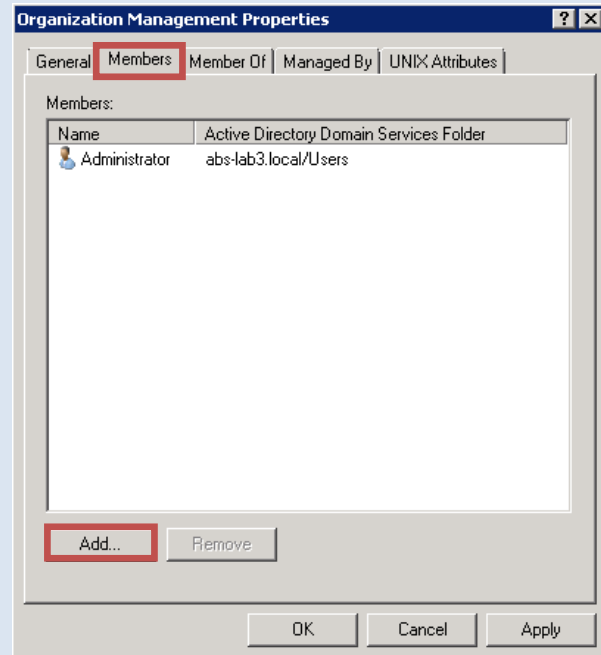 Organization Management Properties
General Members Member Of Managed By UNIX Attributes
Members:
Name Active Directory Domain Services Folder
Administrator abs-lab3.local/Users
Add... Remove
OK Cancel Apply